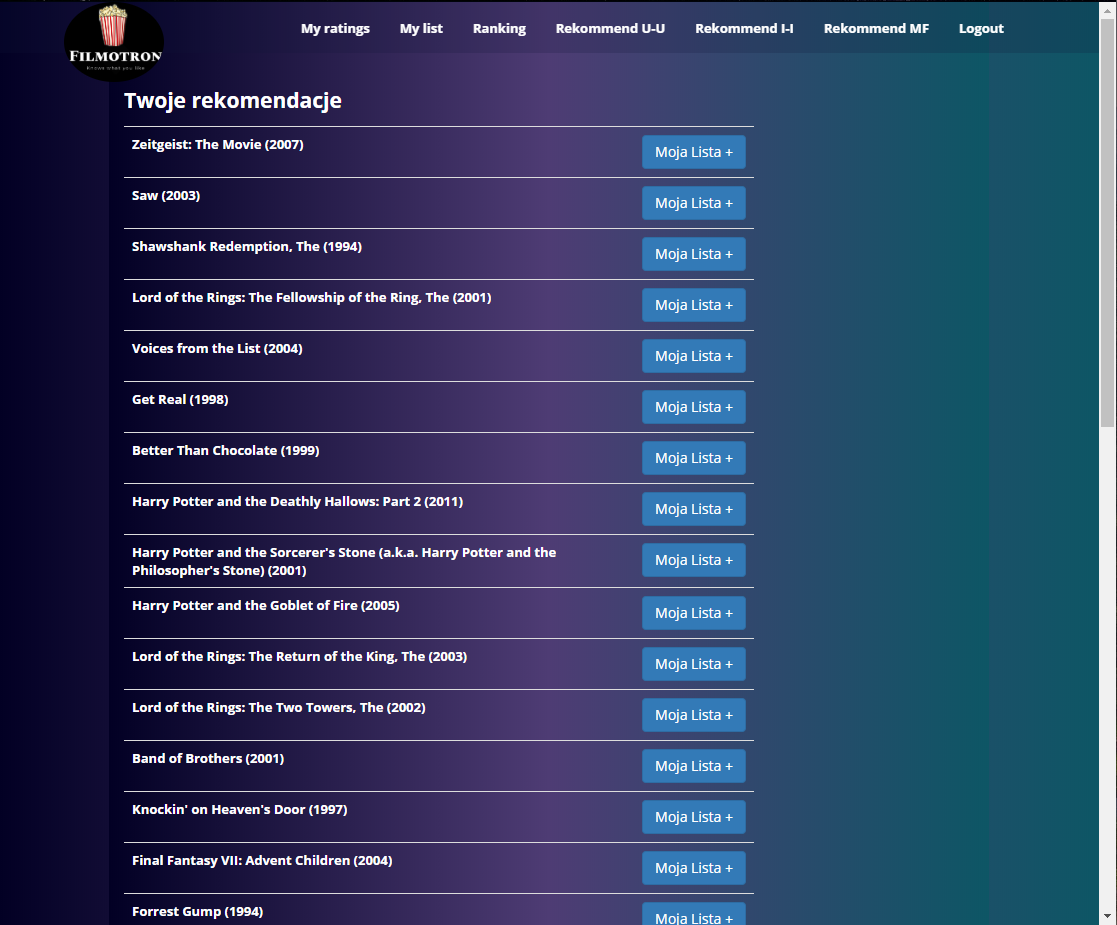 FILMOTRON
Knows what you like
My ratings
My list
Ranking
Rekommend U-U
Rekommend I-I
Rekommend MF
Logout
Twoje rekomendacje
Zeitgeist: The Movie (2007)
Moja Lista +
Saw (2003)
Moja Lista +
Shawshank Redemption, The (1994)
Moja Lista +
Lord of the Rings: The Fellowship of the Ring, The (2001)
Moja Lista +
Voices from the List (2004)
Moja Lista +
Get Real (1998)
Moja Lista +
Better Than Chocolate (1999)
Moja Lista +
Harry Potter and the Deathly Hallows: Part 2 (2011)
Moja Lista +
Harry Potter and the Sorcerer's Stone (a.k.a. Harry Potter and the
Philosopher's Stone) (2001)
Moja Lista +
Harry Potter and the Goblet of Fire (2005)
Moja Lista +
Lord of the Rings: The Return of the King, The (2003)
Moja Lista +
Lord of the Rings: The Two Towers, The (2002)
Moja Lista +
Band of Brothers (2001)
Moja Lista +
Knockin' on Heaven's Door (1997)
Moja Lista +
Final Fantasy VII: Advent Children (2004)
Moja Lista +
Forrest Gump (1994)
Moja Lista +